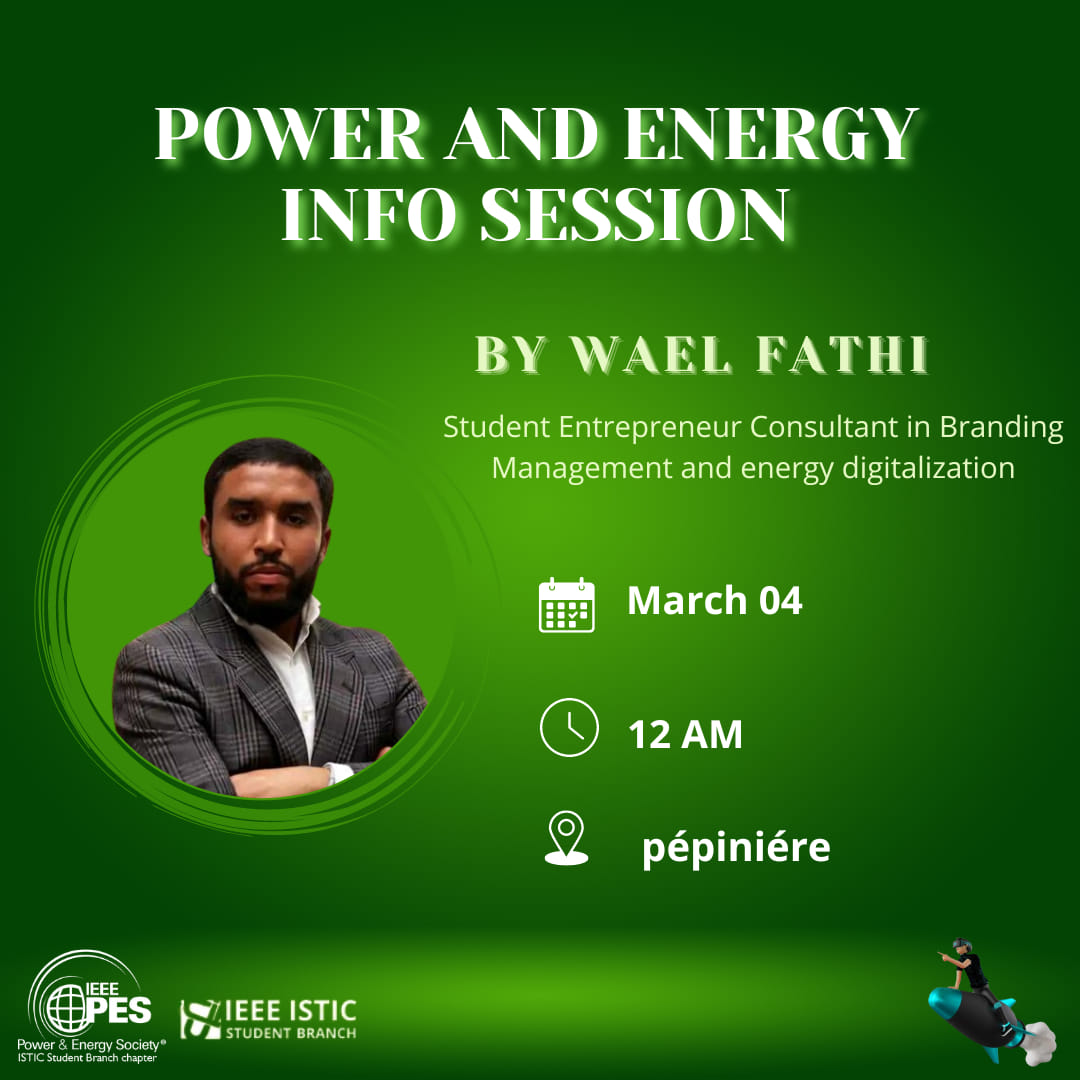 POWER AND ENERGY
INFO SESSION
BY WAEL FATHI
Student Entrepreneur Consultant in Branding
Management and energy digitalization
March 04
12 AM
pépiniére
IEEE
PES
Power & Energy Society®
ISTIC Student Branch chapter
IEEE ISTIC
STUDENT BRANCH